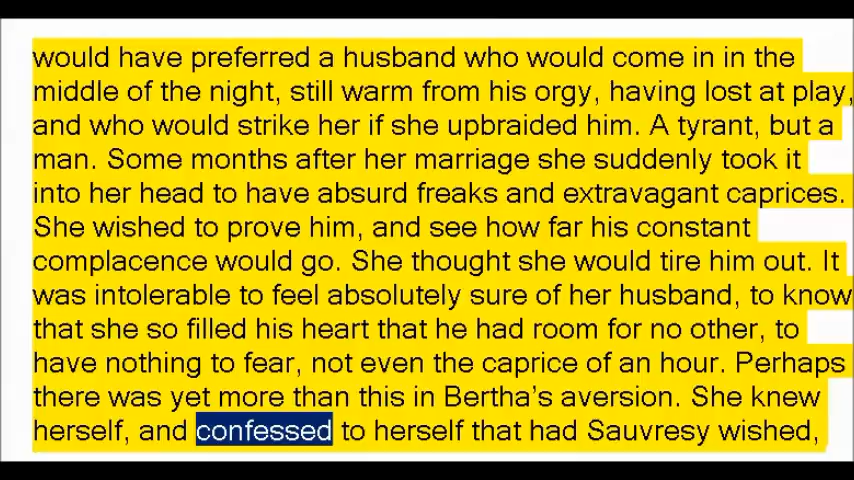 would have preferred a husband who would come in in the
middle of the night, still warm from his orgy, having lost at play,
and who would strike her if she upbraided him. A tyrant, but a
man. Some months after her marriage she suddenly took it
into her head to have absurd freaks and extravagant caprices.
She wished to prove him, and see how far his constant
complacence would go. She thought she would tire him out. It
was intolerable to feel absolutely sure of her husband, to know
that she so filled his heart that he had room for no other, to
have nothing to fear, not even the caprice of an hour. Perhaps
there was yet more than this in Bertha’s aversion. She knew
herself, and confessed to herself that had Sauvresy wished,